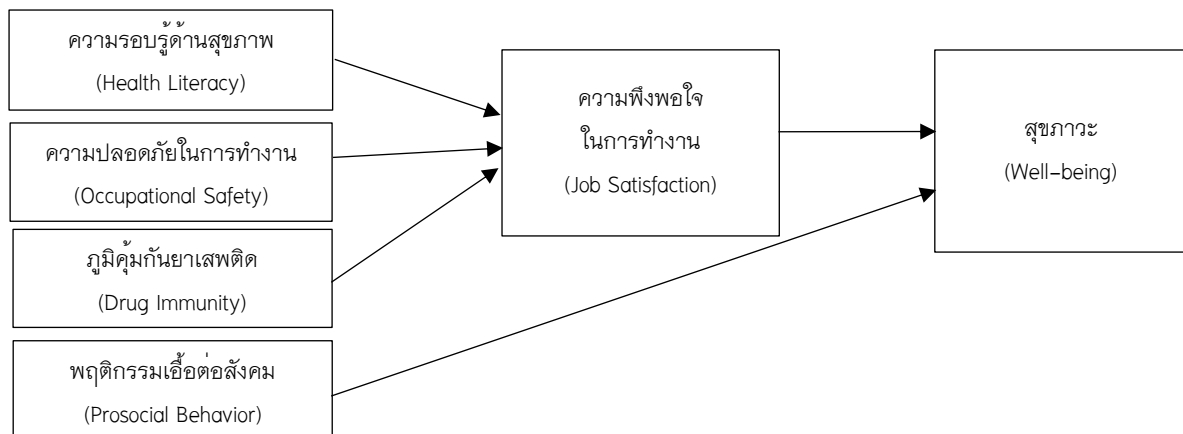 ความรอบรู้ด้านสุขภาพ
(Health Literacy)
ความปลอดภัยในการทำงาน
(Occupational Safety)
ภูมิคุ้มกันยาเสพติด
(Drug Immunity)
พฤติกรรมเอื้อต่อสังคม
(Prosocial Behavior)
ความพึงพอใจ
ในการทำงาน
(Job Satisfaction)
สุขภาวะ
(Well-being)